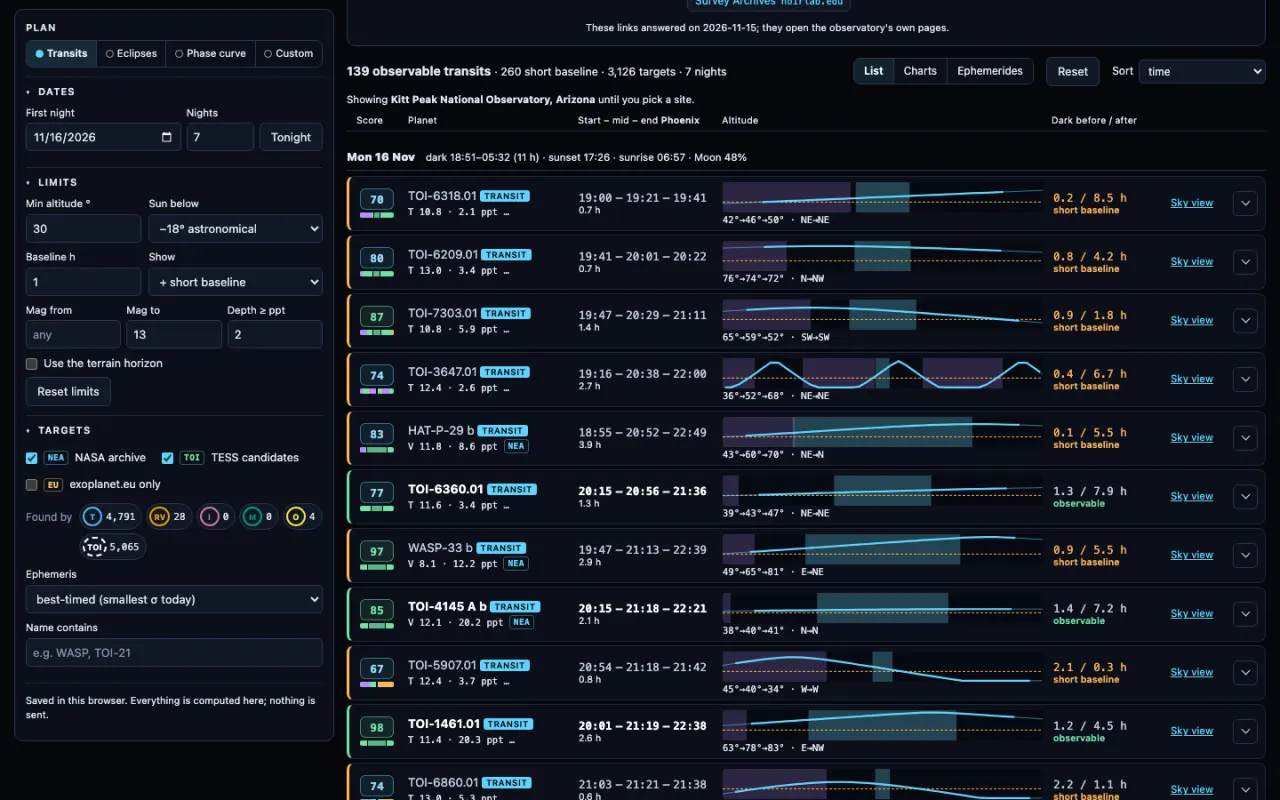 PLAN
Transits Eclipses Phase curve Custom
DATES
First night Nights
11/16/2026 7 Tonight
LIMITS
Min altitude ° Sun below
30 −18° astronomical
Baseline h Show
1 + short baseline
Mag from Mag to Depth ≥ ppt
any 13 2
Use the terrain horizon
Reset limits
TARGETS
NEA NASA archive TOI TESS candidates
EU exoplanet.eu only
Found by T 4,791 RV 28 I 0 M 0 O 4
TOI 5,065
Ephemeris
best-timed (smallest σ today)
Name contains
e.g. WASP, TOI-21
Saved in this browser. Everything is computed here; nothing is
sent.
Survey Archives noirlab.edu
These links answered on 2026-11-15; they open the observatory's own pages.
139 observable transits · 260 short baseline · 3,126 targets · 7 nights
List Charts Ephemerides Reset Sort time
Showing Kitt Peak National Observatory, Arizona until you pick a site.
Score Planet Start – mid – end Phoenix Altitude Dark before / after
Mon 16 Nov dark 18:51–05:32 (11 h) · sunset 17:26 · sunrise 06:57 · Moon 48%
70 TOI-6318.01 TRANSIT 19:00 – 19:21 – 19:41 0.2 / 8.5 h Sky view
T 10.8 · 2.1 ppt … 0.7 h 42°→46°→50° · NE→NE short baseline
80 TOI-6209.01 TRANSIT 19:41 – 20:01 – 20:22 0.8 / 4.2 h Sky view
T 13.0 · 3.4 ppt … 0.7 h 76°→74°→72° · N→NW short baseline
87 TOI-7303.01 TRANSIT 19:47 – 20:29 – 21:11 0.9 / 1.8 h Sky view
T 10.8 · 5.9 ppt … 1.4 h 65°→59°→52° · SW→SW short baseline
74 TOI-3647.01 TRANSIT 19:16 – 20:38 – 22:00 0.4 / 6.7 h Sky view
T 12.4 · 2.6 ppt … 2.7 h 36°→52°→68° · NE→NE short baseline
83 HAT-P-29 b TRANSIT 18:55 – 20:52 – 22:49 0.1 / 5.5 h Sky view
V 11.8 · 8.6 ppt NEA 3.9 h 43°→60°→70° · NE→N short baseline
77 TOI-6360.01 TRANSIT 20:15 – 20:56 – 21:36 1.3 / 7.9 h Sky view
T 11.6 · 3.4 ppt … 1.3 h 39°→43°→47° · NE→NE observable
97 WASP-33 b TRANSIT 19:47 – 21:13 – 22:39 0.9 / 5.5 h Sky view
V 8.1 · 12.2 ppt NEA 2.9 h 49°→65°→81° · E→NE short baseline
85 TOI-4145 A b TRANSIT 20:15 – 21:18 – 22:21 1.4 / 7.2 h Sky view
V 12.1 · 20.2 ppt NEA 2.1 h 38°→40°→41° · N→N observable
67 TOI-5907.01 TRANSIT 20:54 – 21:18 – 21:42 2.1 / 0.3 h Sky view
T 12.4 · 3.7 ppt … 0.8 h 45°→40°→34° · W→W short baseline
98 TOI-1461.01 TRANSIT 20:01 – 21:19 – 22:38 1.2 / 4.5 h Sky view
T 11.4 · 20.3 ppt … 2.6 h 63°→78°→83° · E→NW observable
74 TOI-6860.01 TRANSIT 21:03 – 21:21 – 21:38 2.2 / 1.1 h Sky view
T 13.0 · 5.3 ppt … 0.6 h short baseline